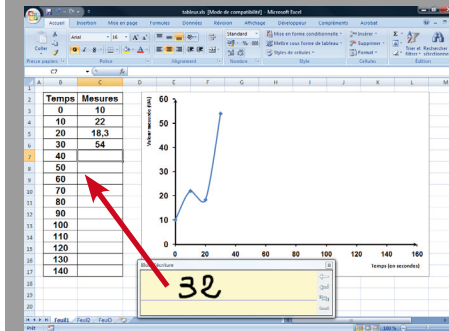 tableau.xls [Mode de compatibilité] Microsoft Excel
Accueil Insertion Mise en page Formules Données Révision Affichage Développeur Compléments Acrobat
Coller Arial 16 Standard Mise en forme conditionnelle Insérer
Mettre sous forme de tableau Supprimer Trier et filtrer Rechercher et sélectionner
Styles de cellules Format
Presse-papiers Police Alignement Nombre Style Cellules Édition
C7
A B C D E F G H I J K L M
1
2 Temps Mesures
3 0 10
4 10 22
5 20 18,3
6 30 54
7 40
8 50
9 60
10 70
11 80
12 90
13 100
14 110
15 120
16 130
17 140
18
19
20
60
50
40
30
20
10
0
0 20 40 60 80 100 120 140 160
Temps (en secondes)
32
Feuil1 Feuil2 Feuil3
Prêt 100 %